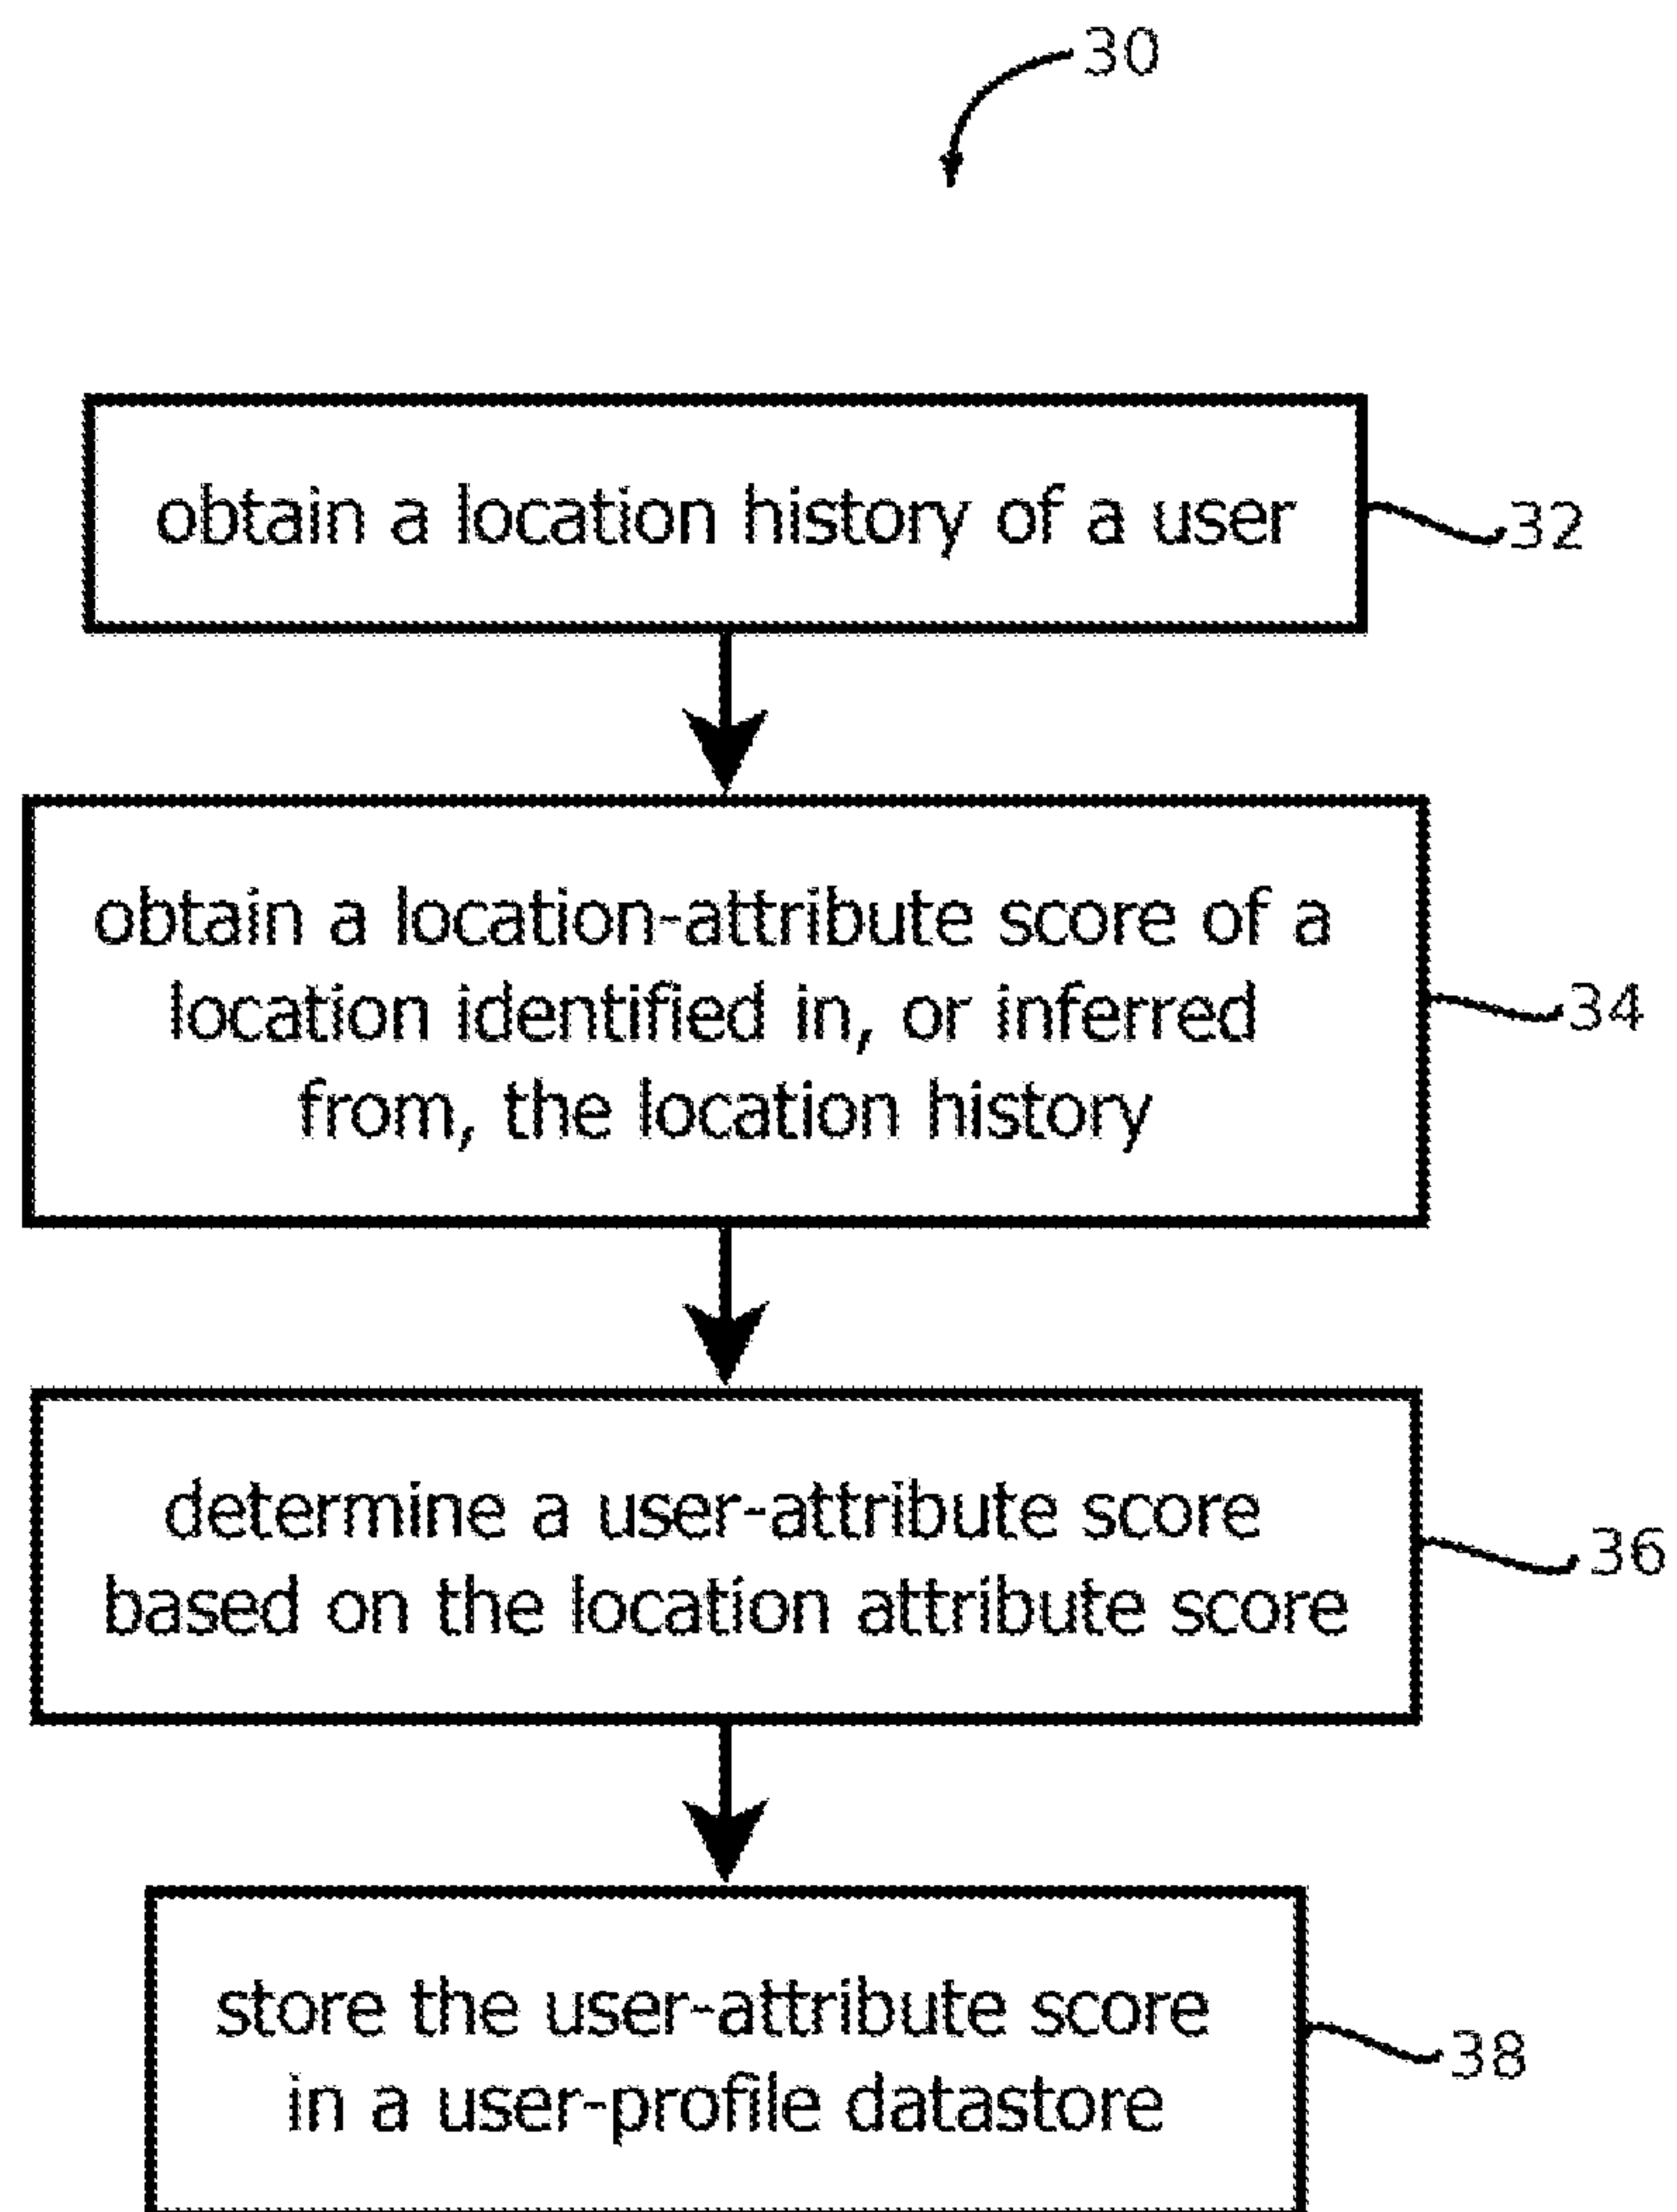 30
obtain a location history of a user
32
obtain a location-attribute score of a
location identified in, or inferred
from, the location history
34
determine a user-attribute score
based on the location attribute score
36
store the user-attribute score
in a user-profile datastore
38